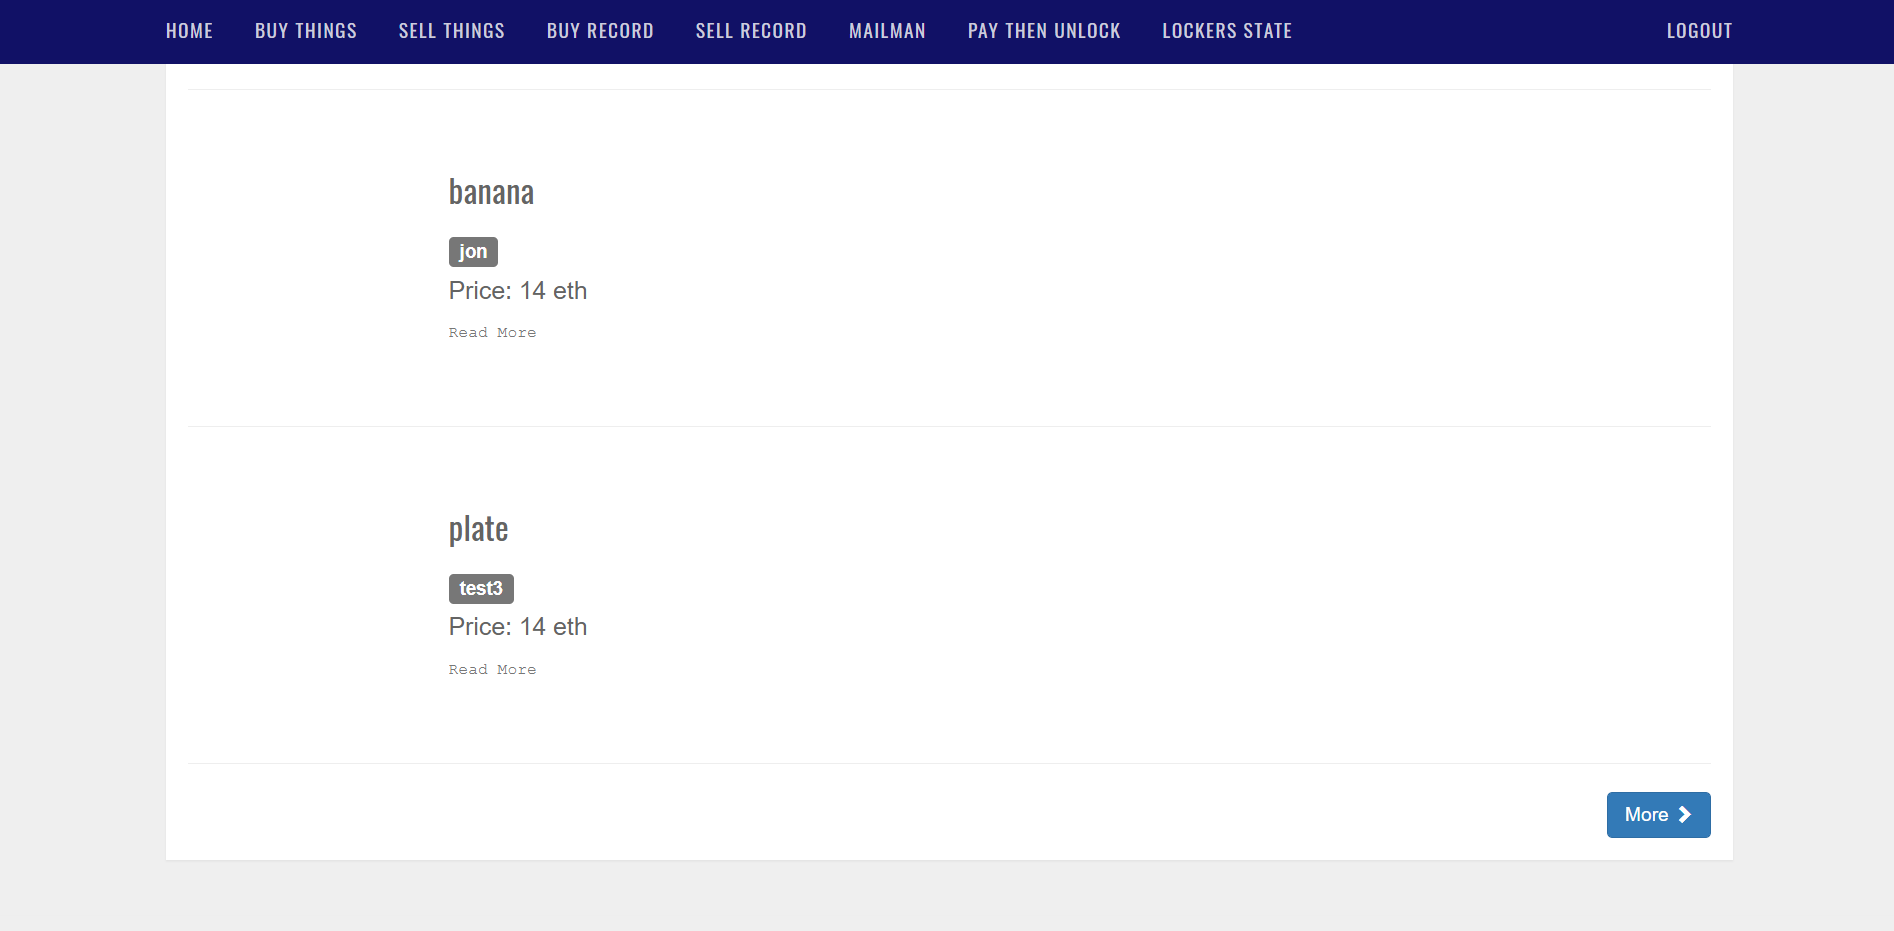 HOME BUY THINGS SELL THINGS BUY RECORD SELL RECORD MAILMAN PAY THEN UNLOCK LOCKERS STATE LOGOUT
banana
jon
Price: 14 eth
Read More
plate
test3
Price: 14 eth
Read More
More